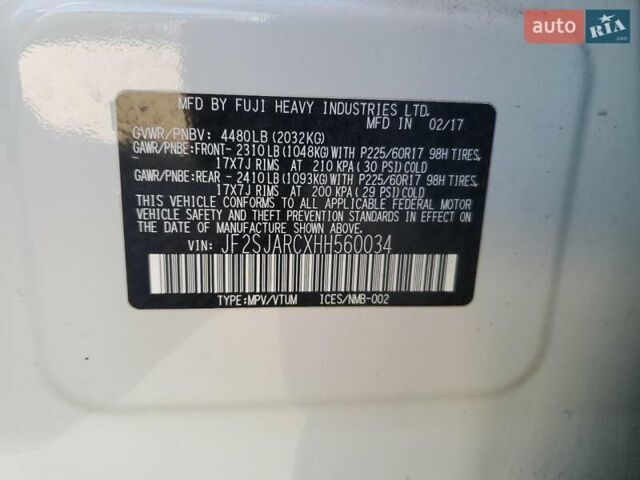 auto RIA.com
MFD BY FUJI HEAVY INDUSTRIES LTD.
MFD IN 02/17
GVWR/PNBV: 4480LB(2032KG)
GAWR/PNBE:FRONT- 2310LB(1048KG)WITH P225/60R17 98H TIRES,
17X7J RIMS AT 210 KPA(30 PSI)COLD
GAWR/PNBE:REAR - 2410LB(1093KG)WITH P225/60R17 98H TIRES,
17X7J RIMS AT 200 KPA(29 PSI)COLD
THIS VEHICLE CONFORMS TO ALL APPLICABLE FEDERAL MOTOR
VEHICLE SAFETY AND THEFT PREVENTION STANDARDS IN EFFECT ON
THE DATE OF MANUFACTURE SHOWN ABOVE.
VIN: JF2SJARCXHH560034
TYPE:MPV/VTUM ICES/NMB-002